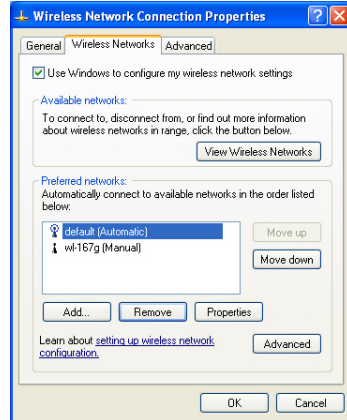 Wireless Network Connection Properties
General Wireless Networks Advanced
Use Windows to configure my wireless network settings
Available networks:
To connect to, disconnect from, or find out more information
about wireless networks in range, click the button below.
View Wireless Networks
Preferred networks:
Automatically connect to available networks in the order listed
below:
default (Automatic)
Move up
wl-167g (Manual)
Move down
Add... Remove Properties
Learn about setting up wireless network
configuration.
Advanced
OK Cancel